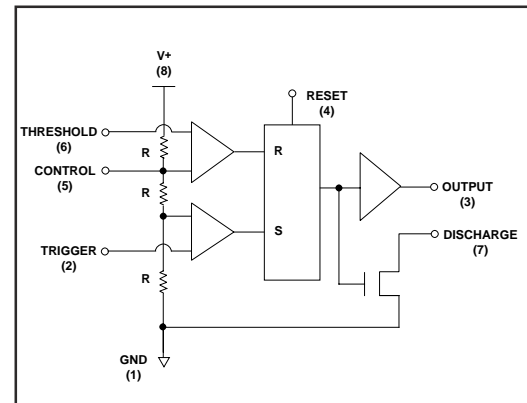 V+
(8)
RESET
(4)
THRESHOLD
(6)
R
CONTROL
(5)
R
R
R
S
OUTPUT
(3)
DISCHARGE
(7)
TRIGGER
(2)
GND
(1)